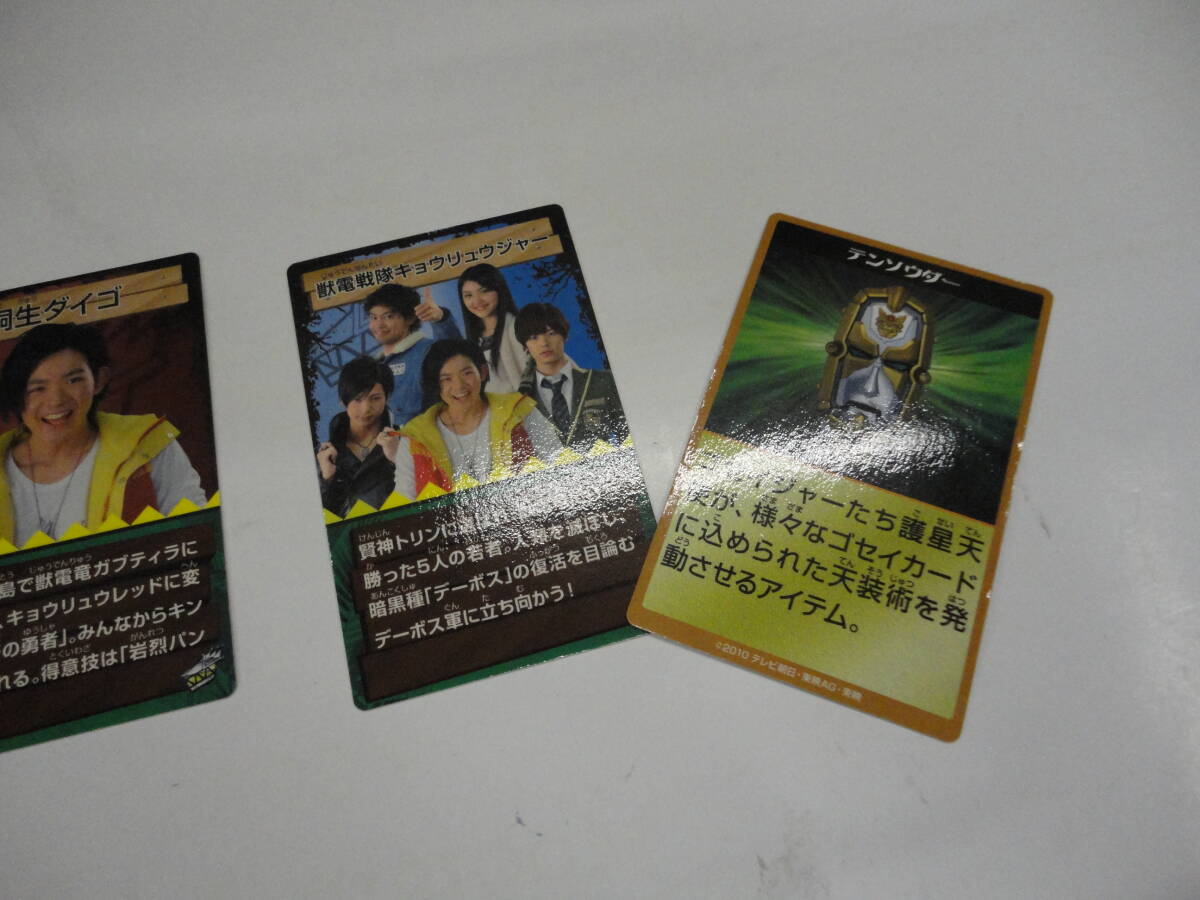 桐生ダイゴ
島で獣電竜ガブティラに
、キョウリュウレッドに変
の勇者」。みんなからキン
れる。得意技は「岩烈パン
獣電戦隊キョウリュウジャー
賢神トリンに
勝った5人の若者。人類を滅ぼし、
暗黒種「デーボス」の復活を目論む
デーボス軍に立ち向かう!
テンソウダー
ジャーたち護星天
使が、様々なゴセイカード
に込められた天装術を発
動させるアイテム。
©2010 テレビ朝日・東映AG・東映